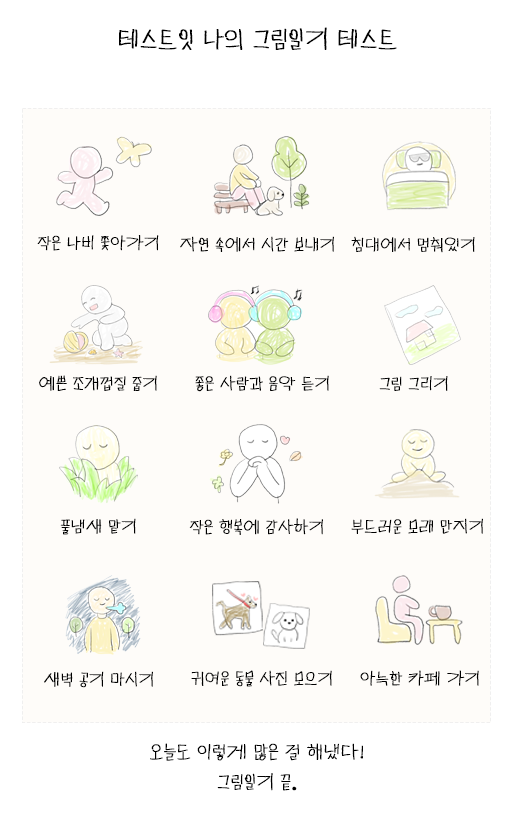 테스트잇 나의 그림일기 테스트
작은 나비 쫓아가기
자연 속에서 시간 보내기
침대에서 멈춰있기
예쁜 조개껍질 줍기
좋은 사람과 음악 듣기
그림 그리기
풀냄새 맡기
작은 행복에 감사하기
부드러운 모래 만지기
새벽 공기 마시기
귀여운 동물 사진 모으기
아늑한 카페 가기
오늘도 이렇게 많은 걸 해냈다!
그림일기 끝.